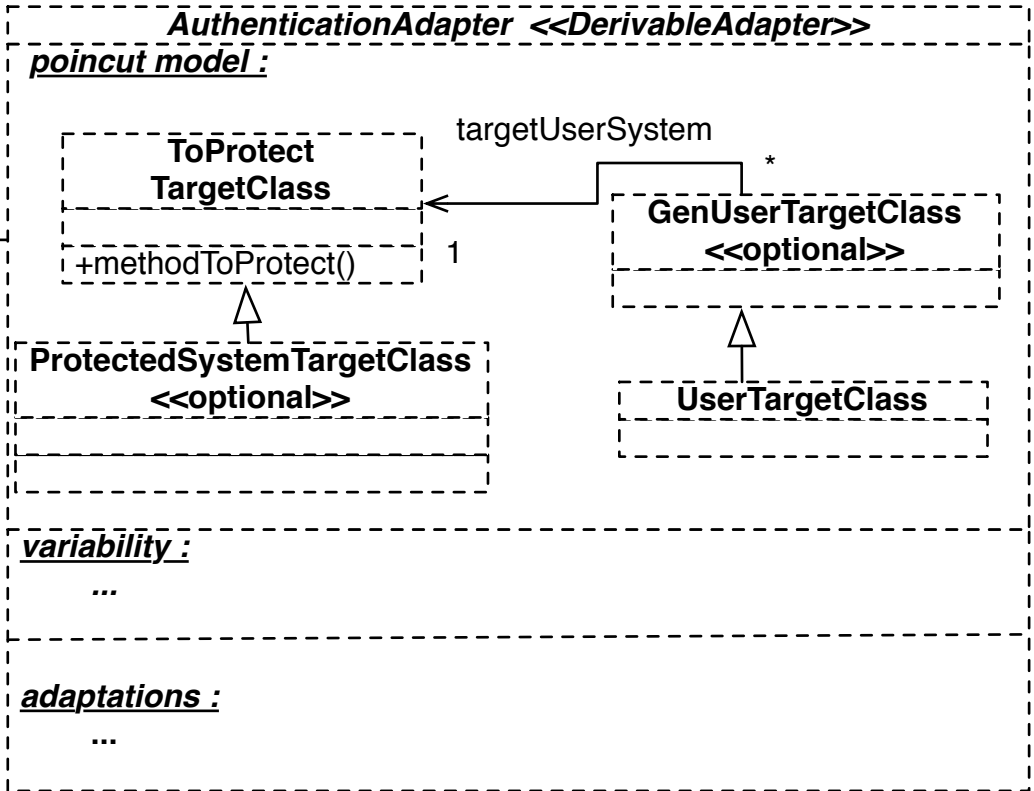 AuthenticationAdapter <<DerivableAdapter>>
poincut model :
targetUserSystem
ToProtect
TargetClass
*
GenUserTargetClass
<<optional>>
+methodToProtect()
1
ProtectedSystemTargetClass
<<optional>>
UserTargetClass
variability :
...
adaptations :
...